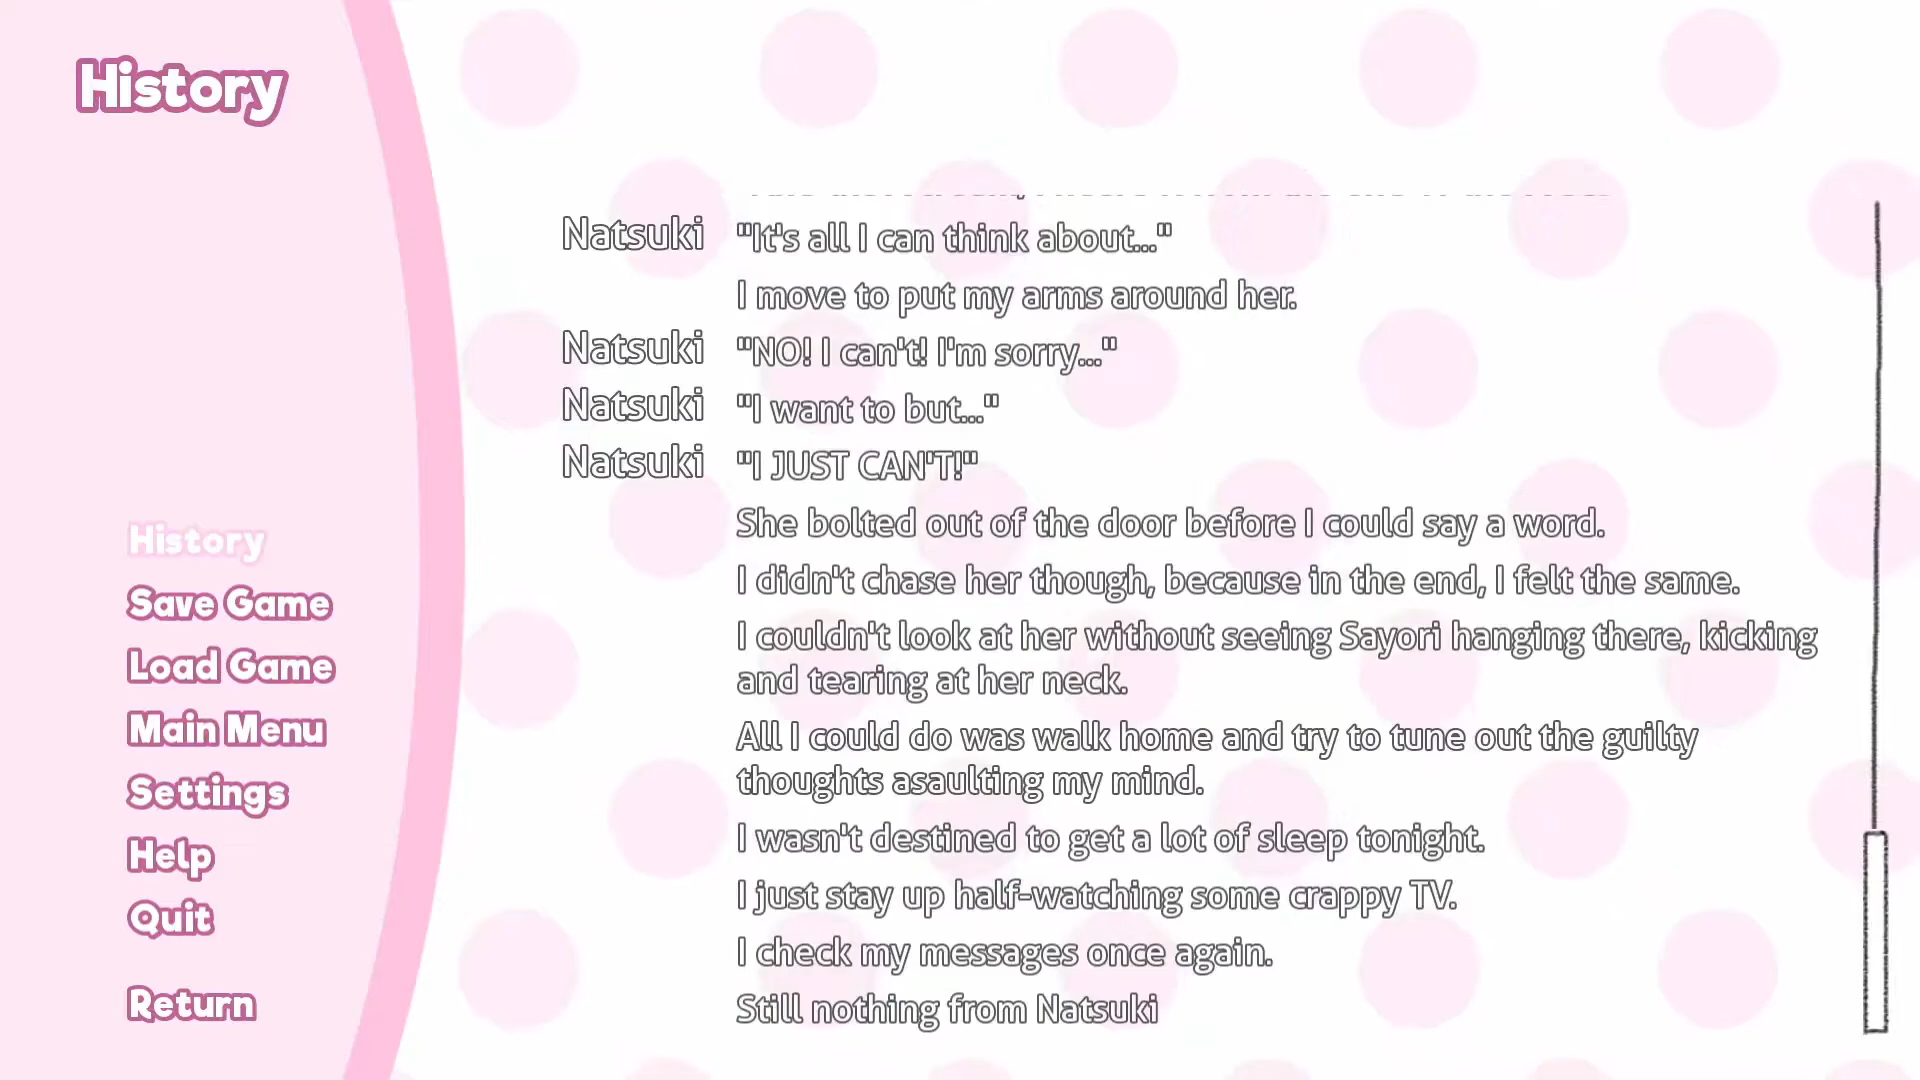 History
Natsuki "It's all I can think about..."
I move to put my arms around her.
Natsuki "NO! I can't! I'm sorry..."
Natsuki "I want to but..."
Natsuki "I JUST CAN'T!"
She bolted out of the door before I could say a word.
I didn't chase her though, because in the end, I felt the same.
I couldn't look at her without seeing Sayori hanging there, kicking
and tearing at her neck.
All I could do was walk home and try to tune out the guilty
thoughts asaulting my mind.
I wasn't destined to get a lot of sleep tonight.
I just stay up half-watching some crappy TV.
I check my messages once again.
Still nothing from Natsuki
History
Save Game
Load Game
Main Menu
Settings
Help
Quit
Return